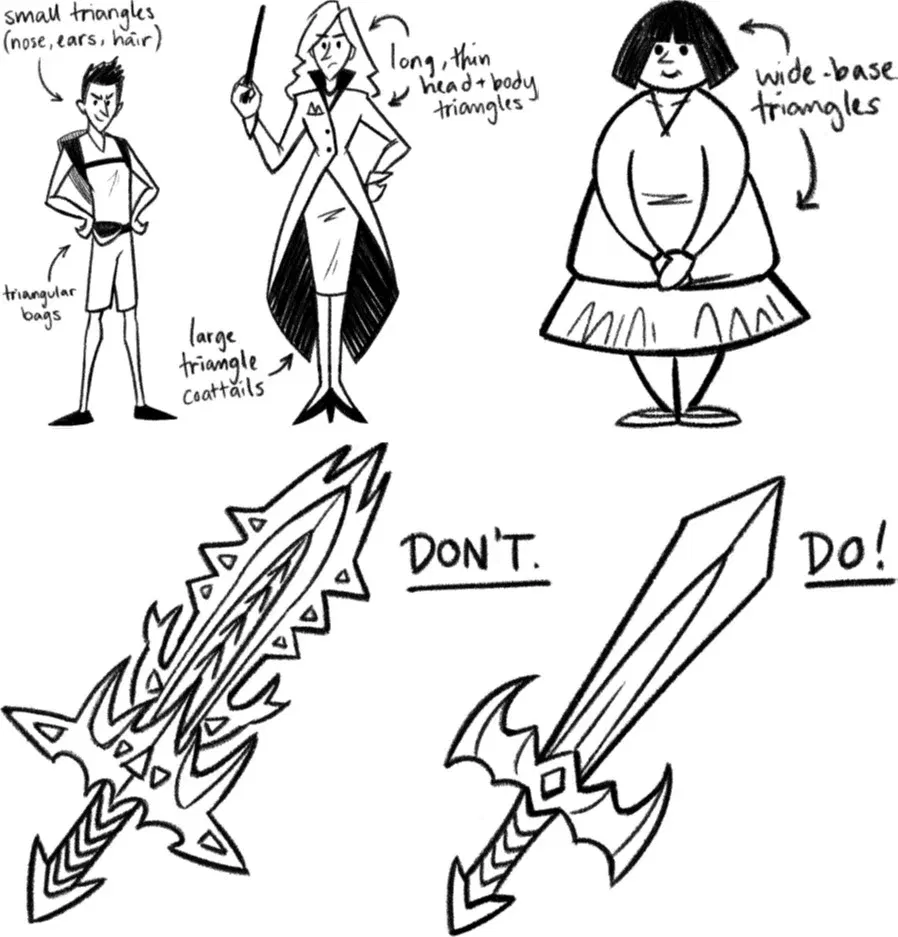 small triangles
(nose, ears, hair)
triangular
bags
long, thin
head + body
triangles
large
triangle
coattails
wide-base
triangles
DON'T.
DO!